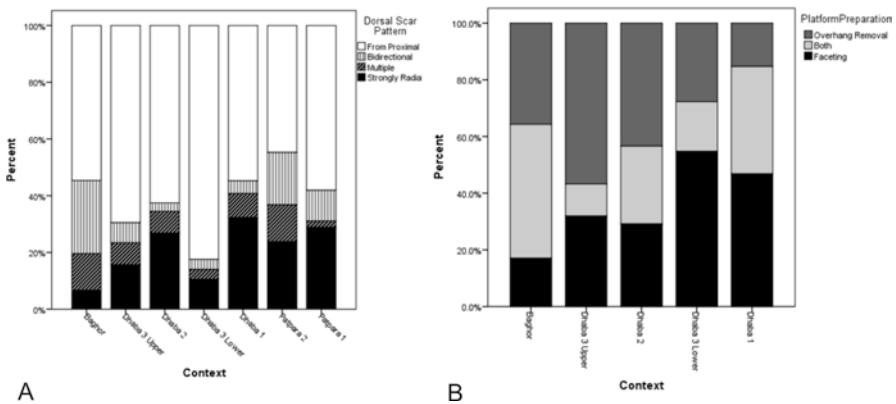 Dorsal Scar
Pattern
From Proximal
Bidirectional
Multiple
Strongly Radia
100%
80%
60%
40%
20%
0%
Percent
Baghor
Dhaba 3 Upper
Dhaba 2
Dhaba 3 Lower
Dhaba 1
Patpara 2
Patpara 1
Context
A
PlatformPreparation
Overhang Removal
Both
Faceting
100.0%
80.0%
60.0%
40.0%
20.0%
0.0%
Percent
Baghor
Dhaba 3 Upper
Dhaba 2
Dhaba 3 Lower
Dhaba 1
Context
B